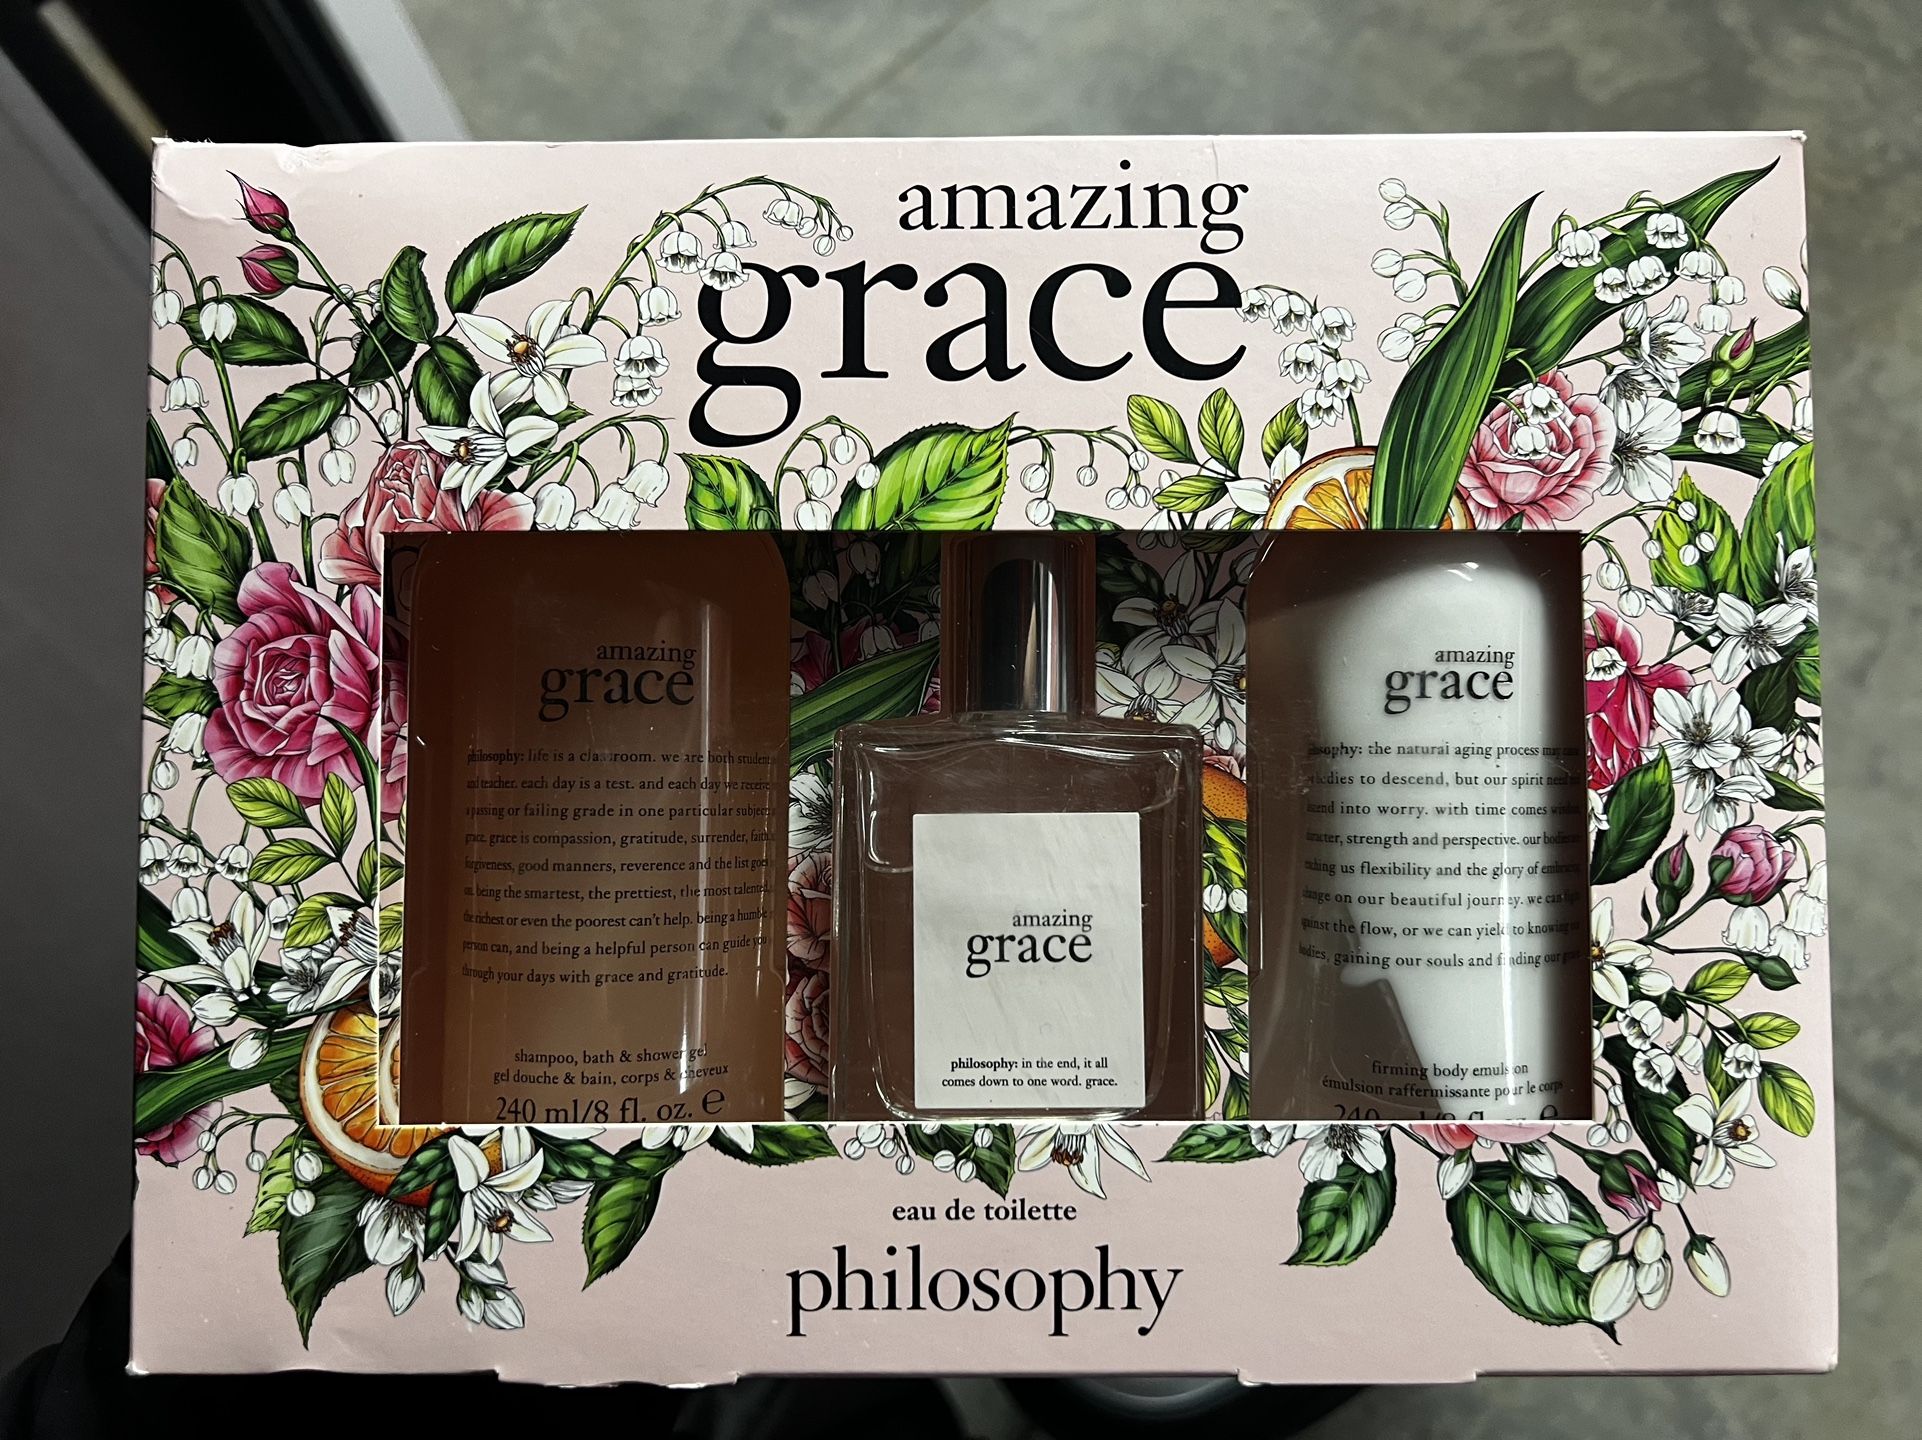 amazing
grace
amazing
grace
philosophy: life is a classroom. we are both student
and teacher. each day is a test. and each day we receive
a passing or failing grade in one particular subject:
grace. grace is compassion, gratitude, surrender, faith,
forgiveness, good manners, reverence and the list goes
on. being the smartest, the prettiest, the most talented,
the richest or even the poorest can't help. being a humble
person can, and being a helpful person can guide you
through your days with grace and gratitude.
shampoo, bath & shower gel
gel douche & bain, corps & cheveux
240 ml/8 fl. oz. e
amazing
grace
philosophy: in the end, it all
comes down to one word. grace.
amazing
grace
the natural aging process may
to descend, but our spirit
into worry. with time comes
strength and perspective. our
us flexibility and the glory of
on our beautiful journey. we can
against the flow, or we can yield to
bodies, gaining our souls and finding our
firming body emulsion
émulsion raffermissante pour le corps
240 ml/8 fl. oz. e
eau de toilette
philosophy